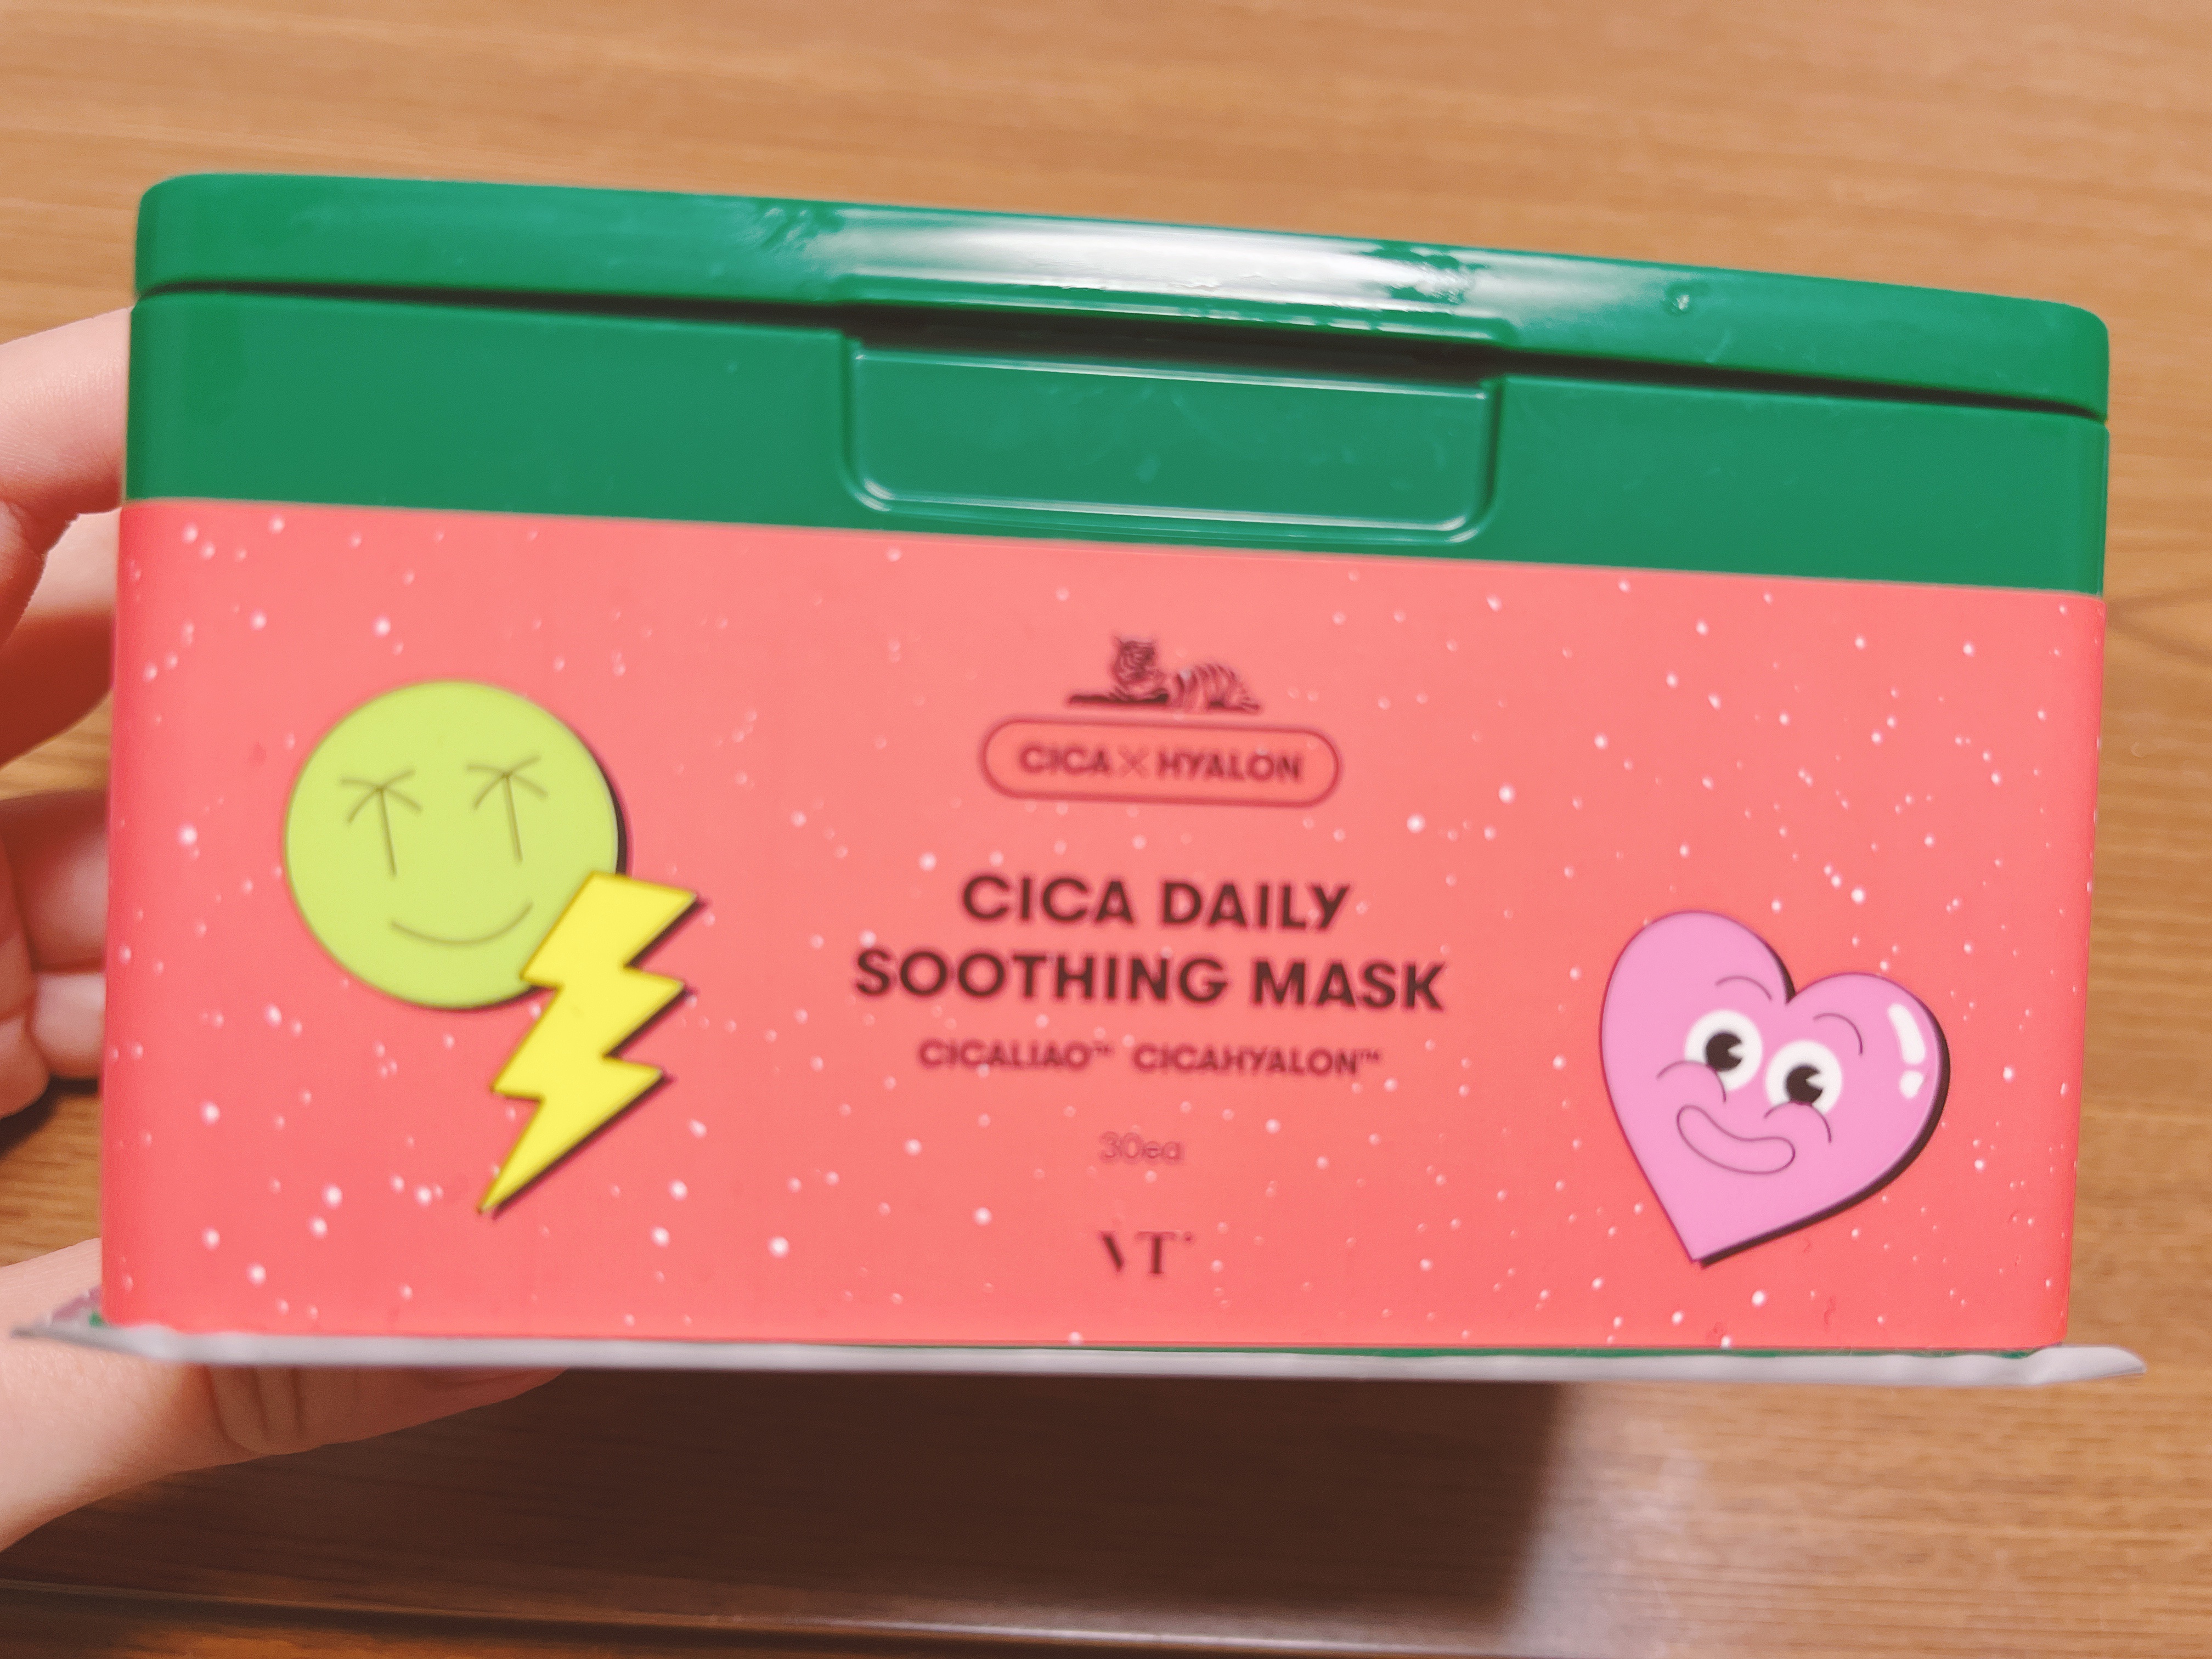 CICA × HYALON
CICA DAILY
SOOTHING MASK
CICALIAO™ CICAHYALON™
30ea
VT